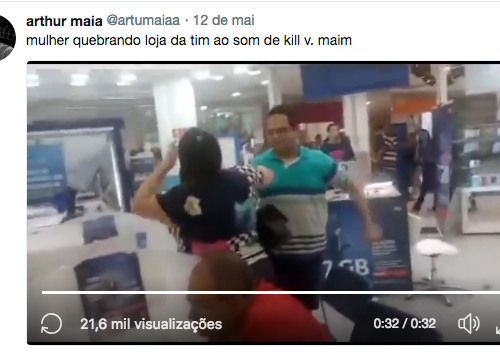 arthur maia @artumaiaa · 12 de mai
mulher quebrando loja da tim ao som de kill v. maim
7 GB
21,6 mil visualizações
0:32 / 0:32